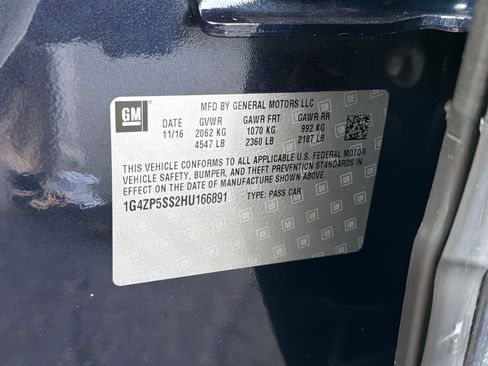 GM
MFD BY GENERAL MOTORS LLC
DATE GVWR GAWR FRT GAWR RR
11/16 2062 KG 1070 KG 992 KG
4547 LB 2360 LB 2187 LB
THIS VEHICLE CONFORMS TO ALL APPLICABLE U.S. FEDERAL MOTOR
VEHICLE SAFETY, BUMPER, AND THEFT PREVENTION STANDARDS IN
EFFECT ON THE DATE OF MANUFACTURE SHOWN ABOVE.
1G4ZP5SS2HU166891 TYPE: PASS CAR